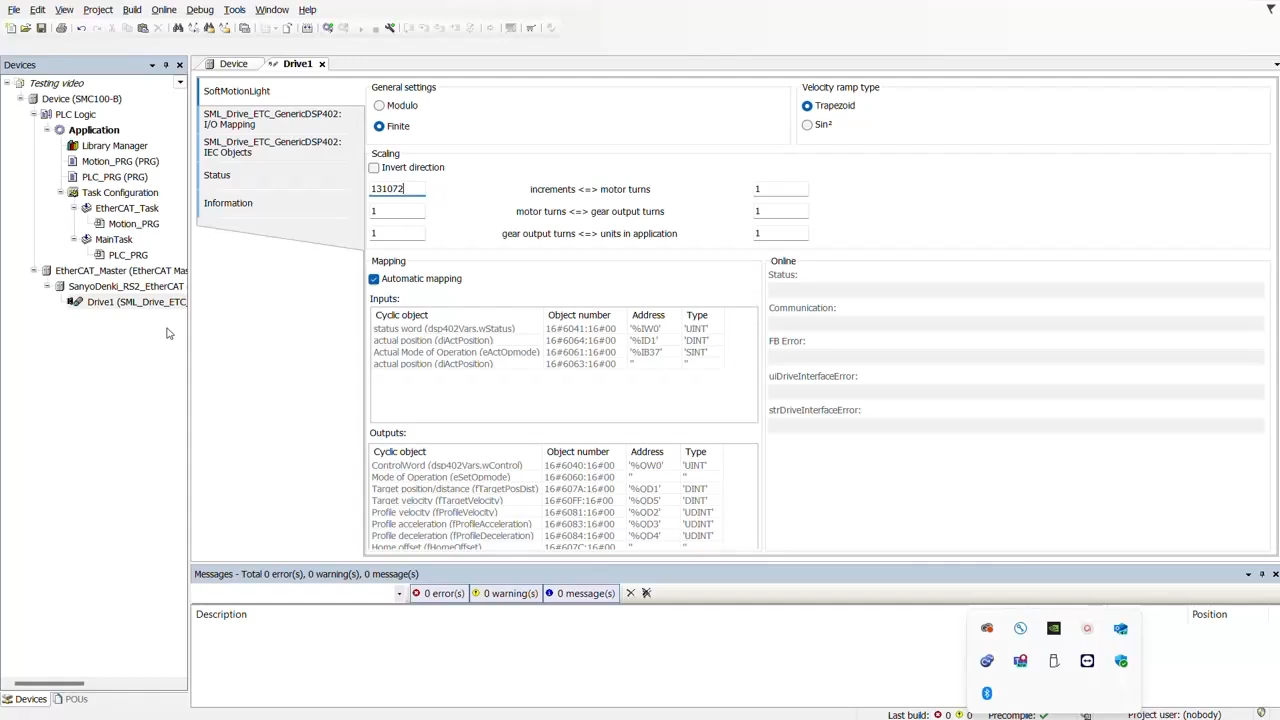 File Edit View Project Build Online Debug Tools Window Help
Devices
Testing video
Device (SMC100-B)
PLC Logic
Application
Library Manager
Motion_PRG (PRG)
PLC_PRG (PRG)
Task Configuration
EtherCAT_Task
Motion_PRG
MainTask
PLC_PRG
EtherCAT_Master (EtherCAT Mas
SanyoDenki_RS2_EtherCAT
Drive1 (SML_Drive_ETC_
Devices POUs
Device Drive1
SoftMotionLight
SML_Drive_ETC_GenericDSP402:
I/O Mapping
SML_Drive_ETC_GenericDSP402:
IEC Objects
Status
Information
General settings
Modulo
Finite
Velocity ramp type
Trapezoid
Sin²
Scaling
Invert direction
131072 increments <=> motor turns 1
1 motor turns <=> gear output turns 1
1 gear output turns <=> units in application 1
Mapping
Automatic mapping
Inputs:
Cyclic object Object number Address Type
status word (dsp402Vars.wStatus) 16#6041:16#00 '%IW0' 'UINT'
actual position (diActPosition) 16#6064:16#00 '%ID1' 'DINT'
Actual Mode of Operation (eActOpmode) 16#6061:16#00 '%IB37' 'SINT'
actual position (diActPosition) 16#6063:16#00 '' ''
Outputs:
Cyclic object Object number Address Type
ControlWord (dsp402Vars.wControl) 16#6040:16#00 '%QW0' 'UINT'
Mode of Operation (eSetOpmode) 16#6060:16#00 '' ''
Target position/distance (fTargetPosDist) 16#607A:16#00 '%QD1' 'DINT'
Target velocity (fTargetVelocity) 16#60FF:16#00 '%QD5' 'DINT'
Profile velocity (fProfileVelocity) 16#6081:16#00 '%QD2' 'UDINT'
Profile acceleration (fProfileAcceleration) 16#6083:16#00 '%QD3' 'UDINT'
Profile deceleration (fProfileDeceleration) 16#6084:16#00 '%QD4' 'UDINT'
Home offset (fHomeOffset) 16#607C:16#00 '' ''
Online
Status:
Communication:
FB Error:
uiDriveInterfaceError:
strDriveInterfaceError:
Messages - Total 0 error(s), 0 warning(s), 0 message(s)
0 error(s) 0 warning(s) 0 message(s)
Description Position
Last build: 0 0 Precompile: Project user: (nobody)